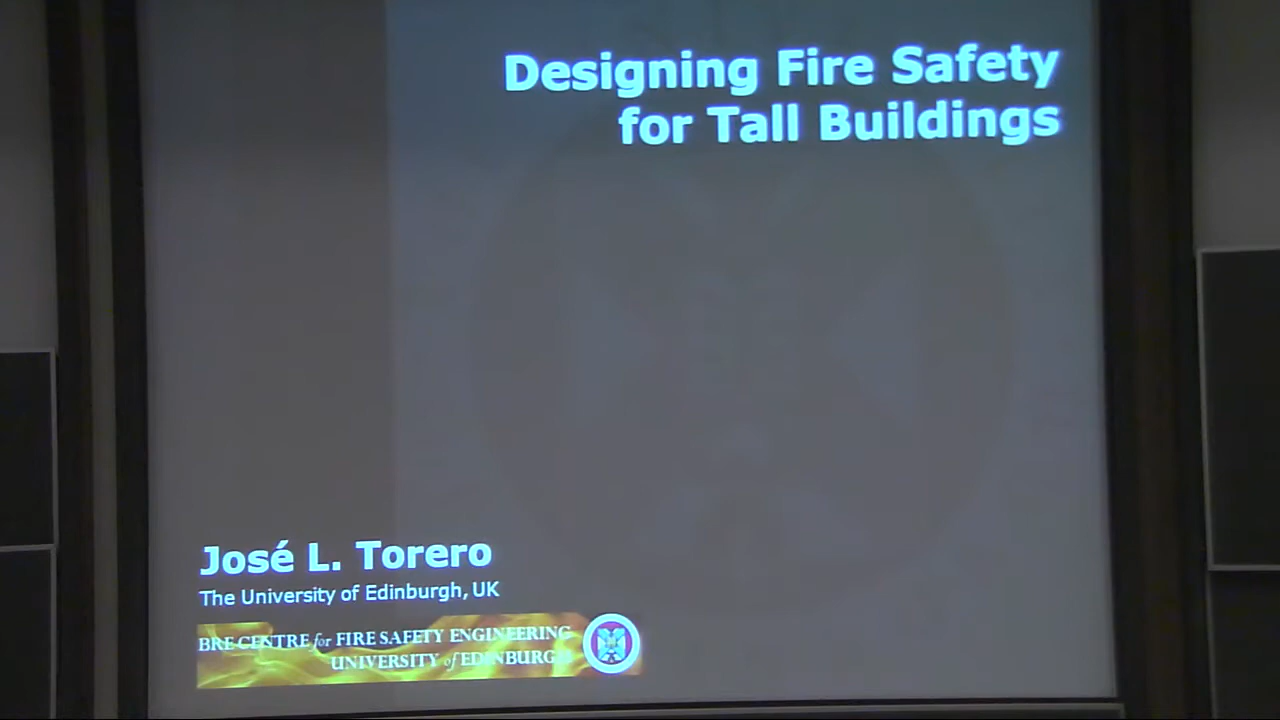 Designing Fire Safety
for Tall Buildings
José L. Torero
The University of Edinburgh, UK
BRE CENTRE for FIRE SAFETY ENGINEERING
UNIVERSITY of EDINBURGH